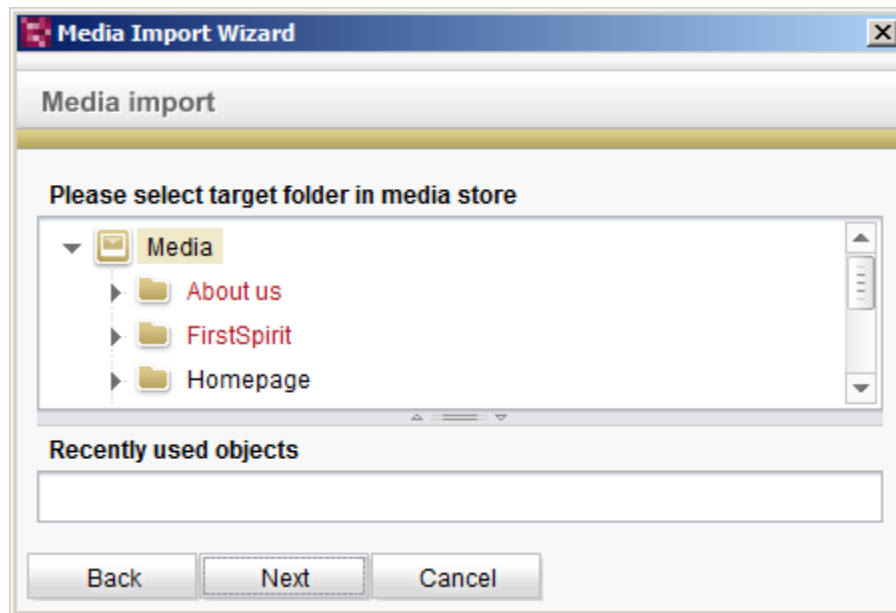 Media Import Wizard
Media import
Please select target folder in media store
Media
About us
FirstSpirit
Homepage
Recently used objects
Back Next Cancel